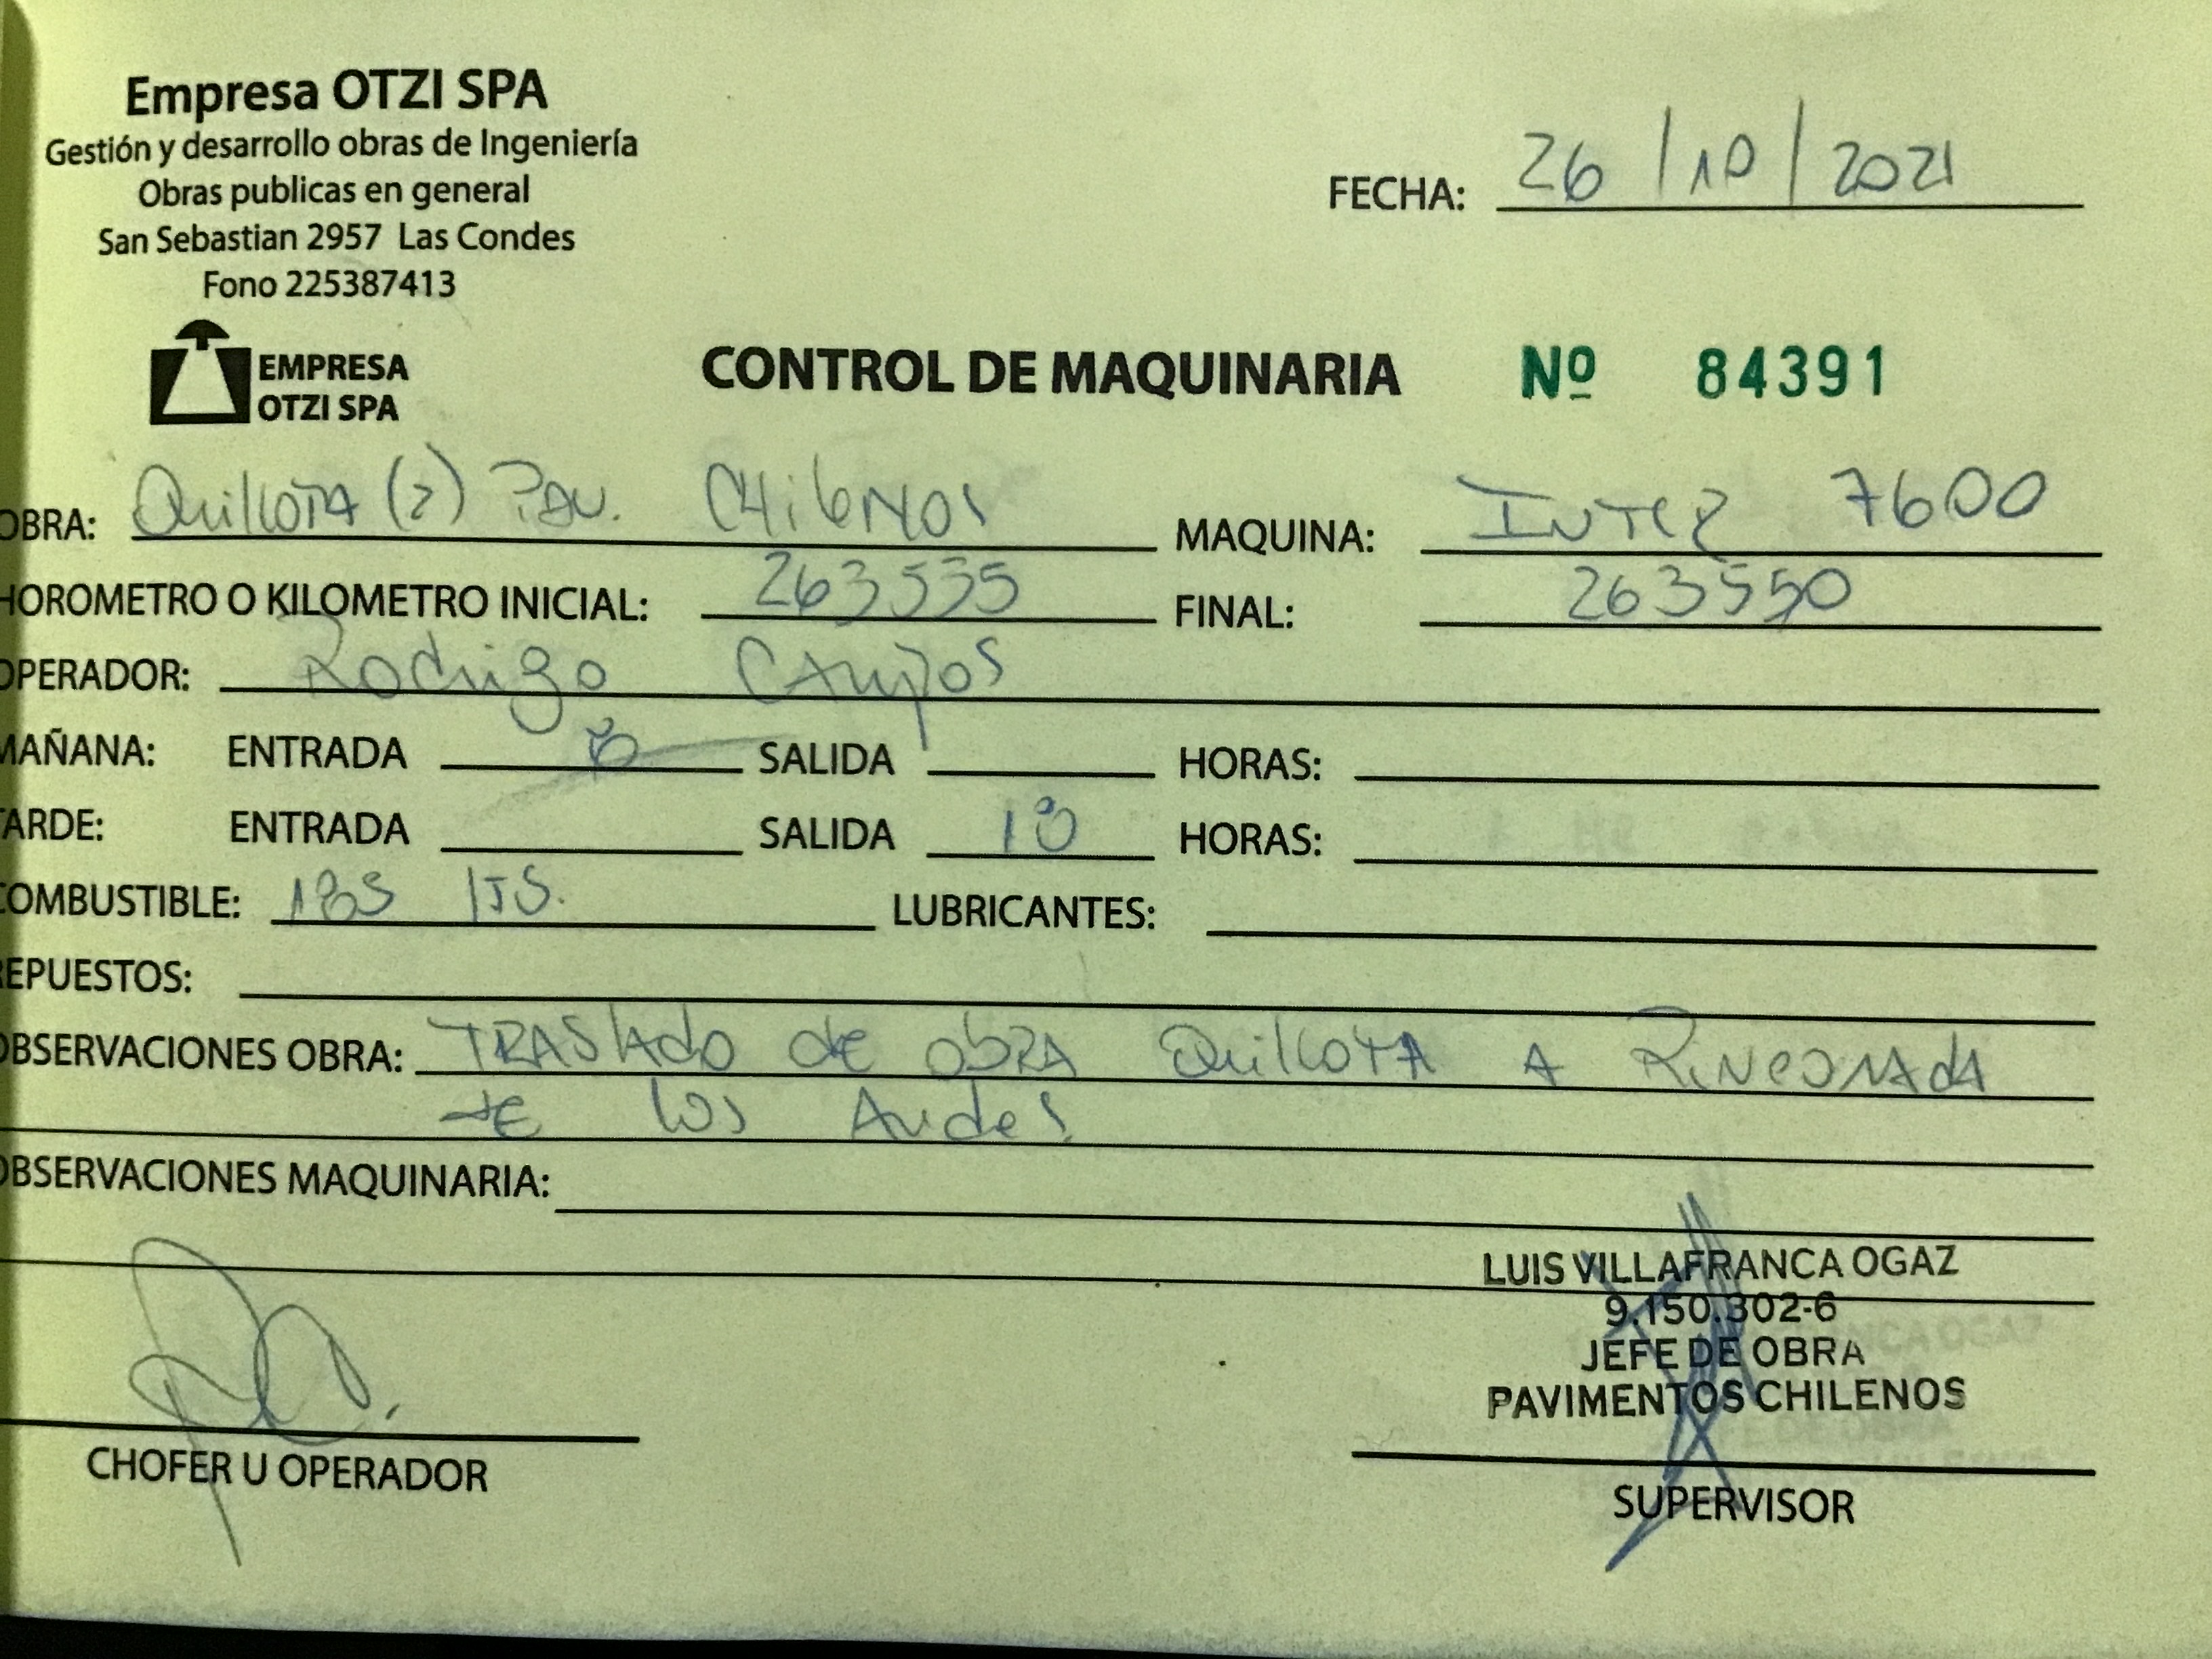 Empresa OTZI SPA
Gestión y desarrollo obras de Ingeniería
Obras publicas en general
San Sebastian 2957 Las Condes
Fono 225387413
FECHA: 26/10/2021
EMPRESA
OTZI SPA
CONTROL DE MAQUINARIA Nº 84391
OBRA: Quillota (2) Pav. Chilenos MAQUINA: Inter 7600
HOROMETRO O KILOMETRO INICIAL: 263535 FINAL: 263550
OPERADOR: Rodrigo Campos
MAÑANA: ENTRADA 8 SALIDA HORAS:
TARDE: ENTRADA SALIDA 18 HORAS:
COMBUSTIBLE: lts. LUBRICANTES:
REPUESTOS:
OBSERVACIONES OBRA: Traslado de obra Quillota a Rinconada
de los Andes
OBSERVACIONES MAQUINARIA:
LUIS VILLAFRANCA OGAZ
9.150.302-6
JEFE DE OBRA
PAVIMENTOS CHILENOS
CHOFER U OPERADOR
SUPERVISOR